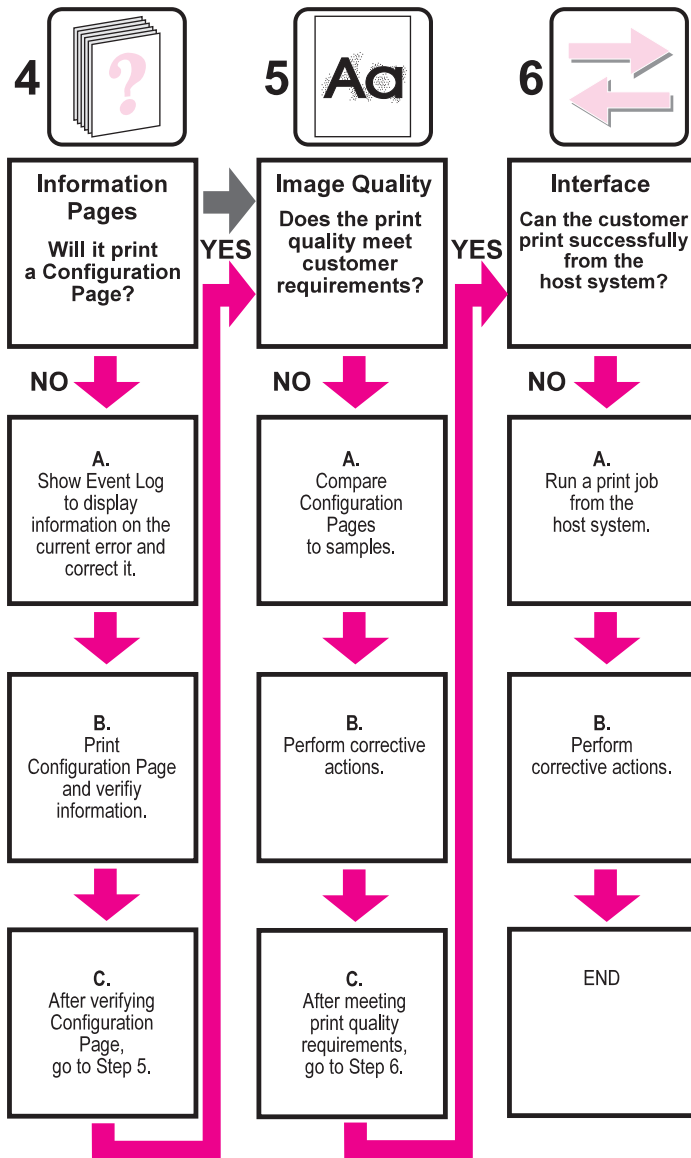 4
?
Information
Pages
Will it print
a Configuration
Page?
YES
NO
A.
Show Event Log
to display
information on the
current error and
correct it.
B.
Print
Configuration Page
and verifiy
information.
C.
After verifying
Configuration
Page,
go to Step 5.
5
Aa
Image Quality
Does the print
quality meet
customer
requirements?
YES
NO
A.
Compare
Configuration
Pages
to samples.
B.
Perform corrective
actions.
C.
After meeting
print quality
requirements,
go to Step 6.
6
Interface
Can the customer
print successfully
from the
host system?
NO
A.
Run a print job
from the
host system.
B.
Perform
corrective actions.
END